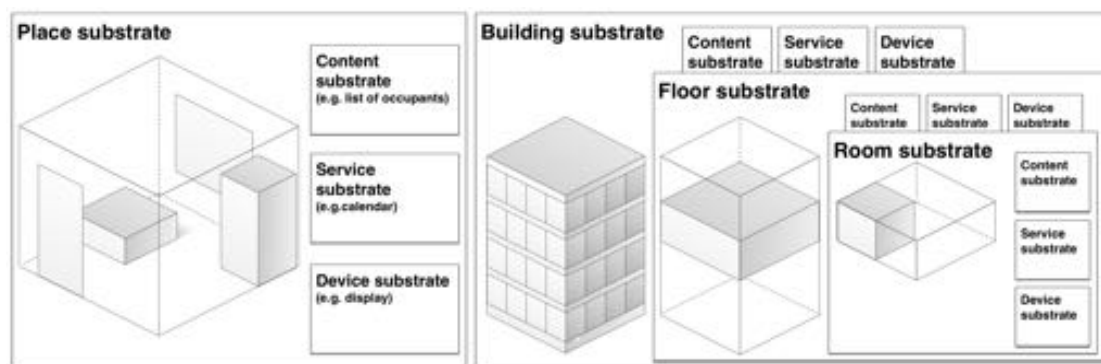 Place substrate
Content
substrate
(e.g. list of occupants)
Service
substrate
(e.g.calendar)
Device substrate
(e.g. display)
Building substrate
Content
substrate
Service
substrate
Device
substrate
Floor substrate
Content
substrate
Service
substrate
Device
substrate
Room substrate
Content
substrate
Service
substrate
Device
substrate